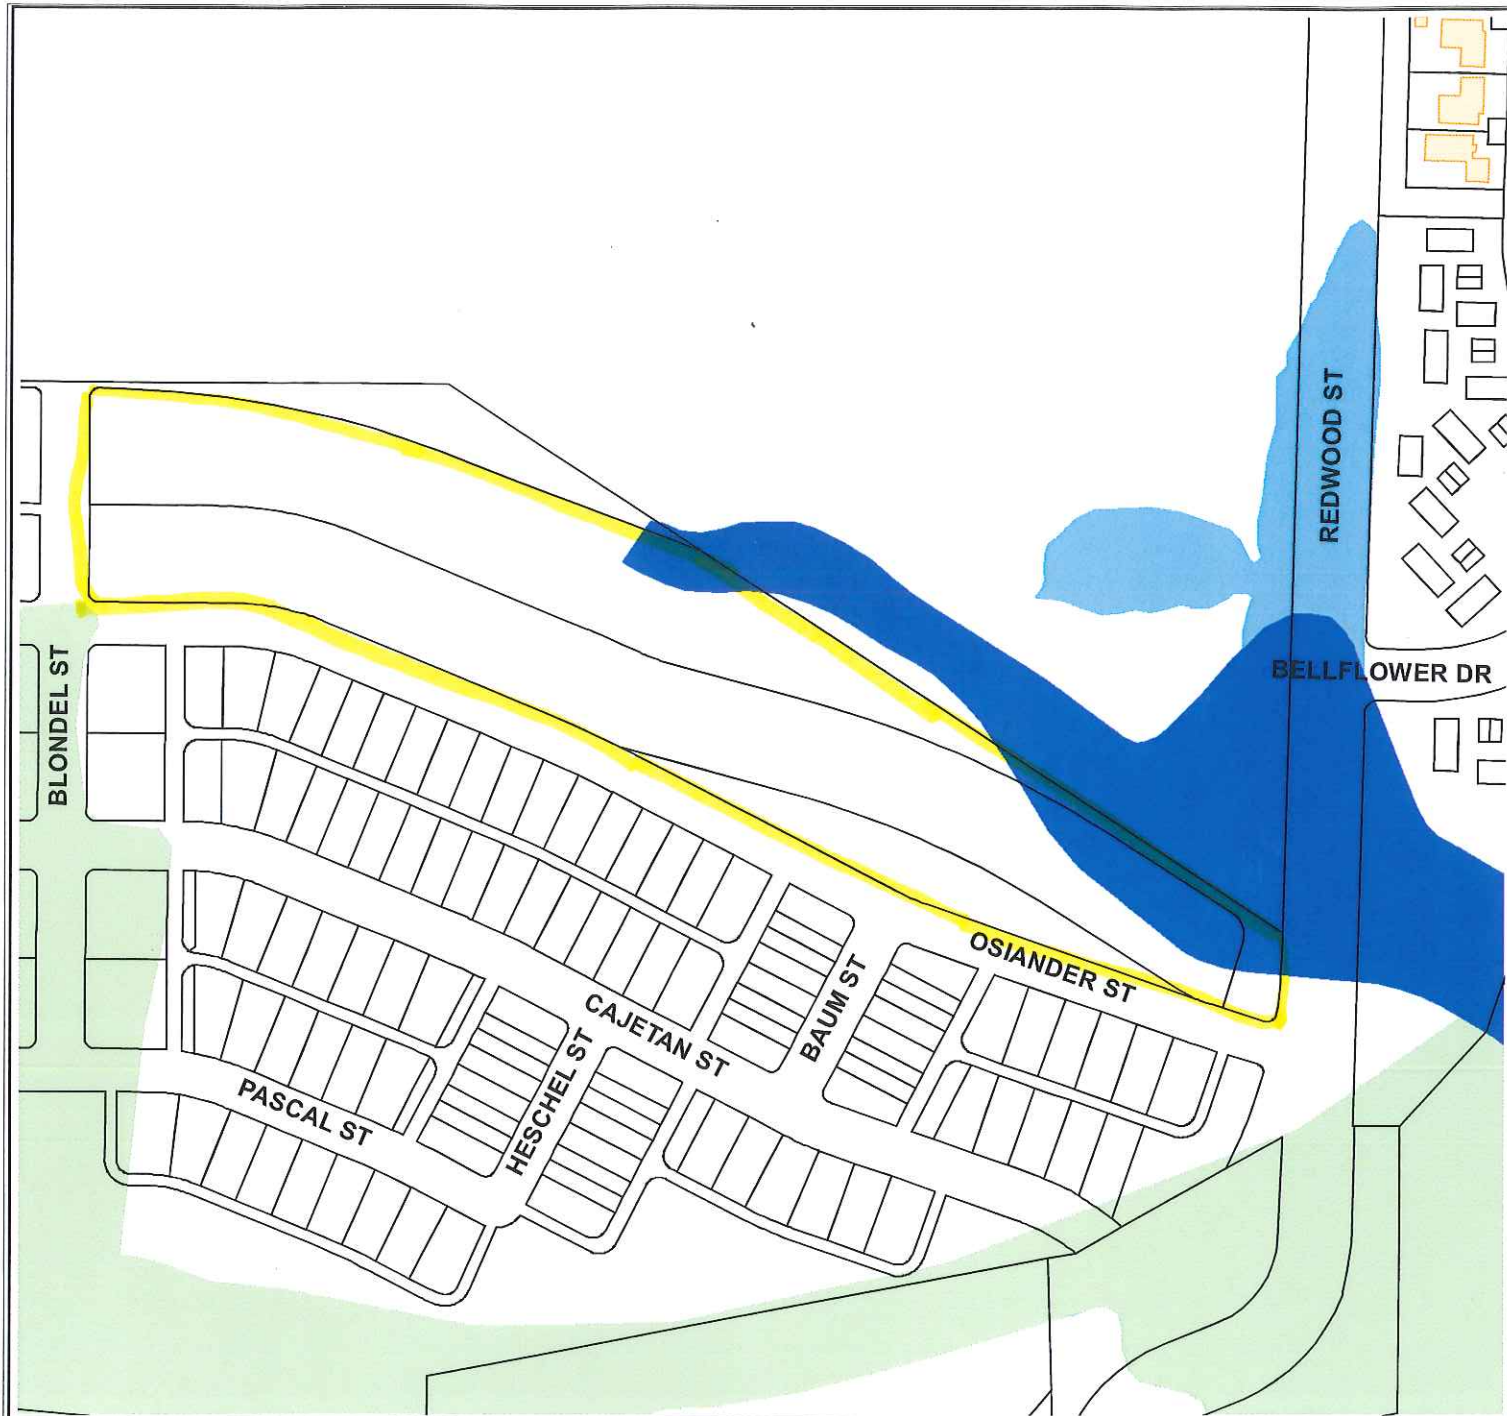 REDWOOD ST
BELLFLOWER DR
BLONDEL ST
OSIANDER ST
BAUM ST
CAJETAN ST
HESCHEL ST
PASCAL ST